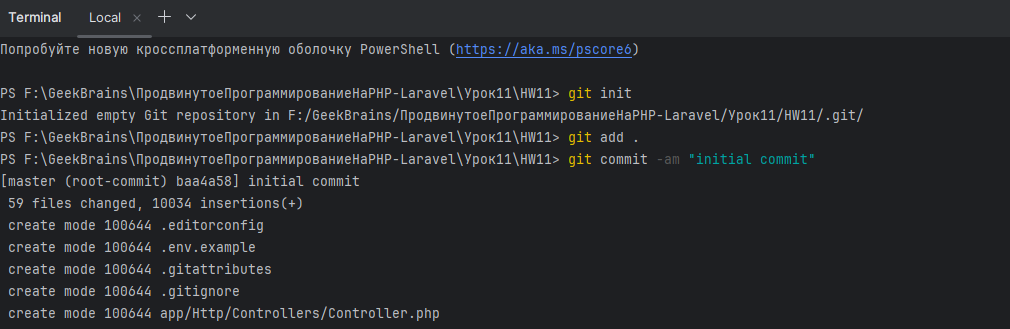 Terminal Local × +
Попробуйте новую кроссплатформенную оболочку PowerShell (https://aka.ms/pscore6)
PS F:\GeekBrains\ПродвинутоеПрограммированиеНаPHP-Laravel\Урок11\HW11> git init
Initialized empty Git repository in F:/GeekBrains/ПродвинутоеПрограммированиеНаPHP-Laravel/Урок11/HW11/.git/
PS F:\GeekBrains\ПродвинутоеПрограммированиеНаPHP-Laravel\Урок11\HW11> git add .
PS F:\GeekBrains\ПродвинутоеПрограммированиеНаPHP-Laravel\Урок11\HW11> git commit -am "initial commit"
[master (root-commit) baa4a58] initial commit
 59 files changed, 10034 insertions(+)
 create mode 100644 .editorconfig
 create mode 100644 .env.example
 create mode 100644 .gitattributes
 create mode 100644 .gitignore
 create mode 100644 app/Http/Controllers/Controller.php